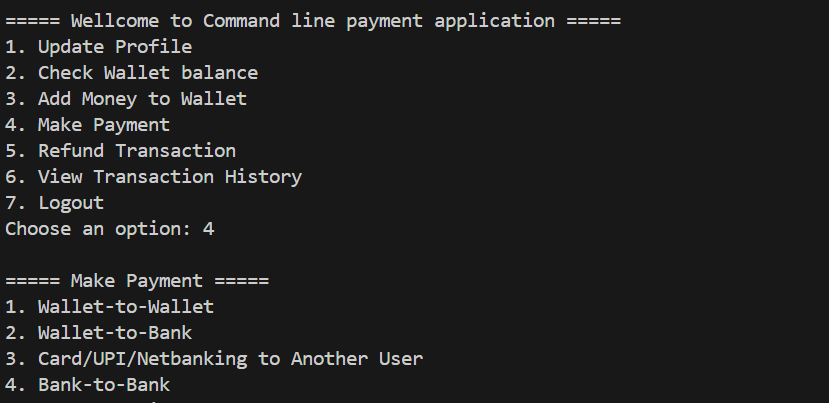 ===== Wellcome to Command line payment application =====
1. Update Profile
2. Check Wallet balance
3. Add Money to Wallet
4. Make Payment
5. Refund Transaction
6. View Transaction History
7. Logout
Choose an option: 4
===== Make Payment =====
1. Wallet-to-Wallet
2. Wallet-to-Bank
3. Card/UPI/Netbanking to Another User
4. Bank-to-Bank